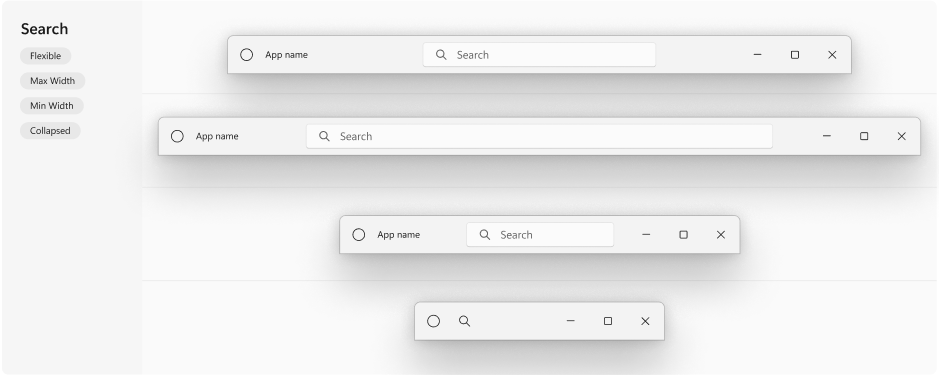 Search
Flexible
Max Width
Min Width
Collapsed
App name
Search
App name
Search
App name
Search